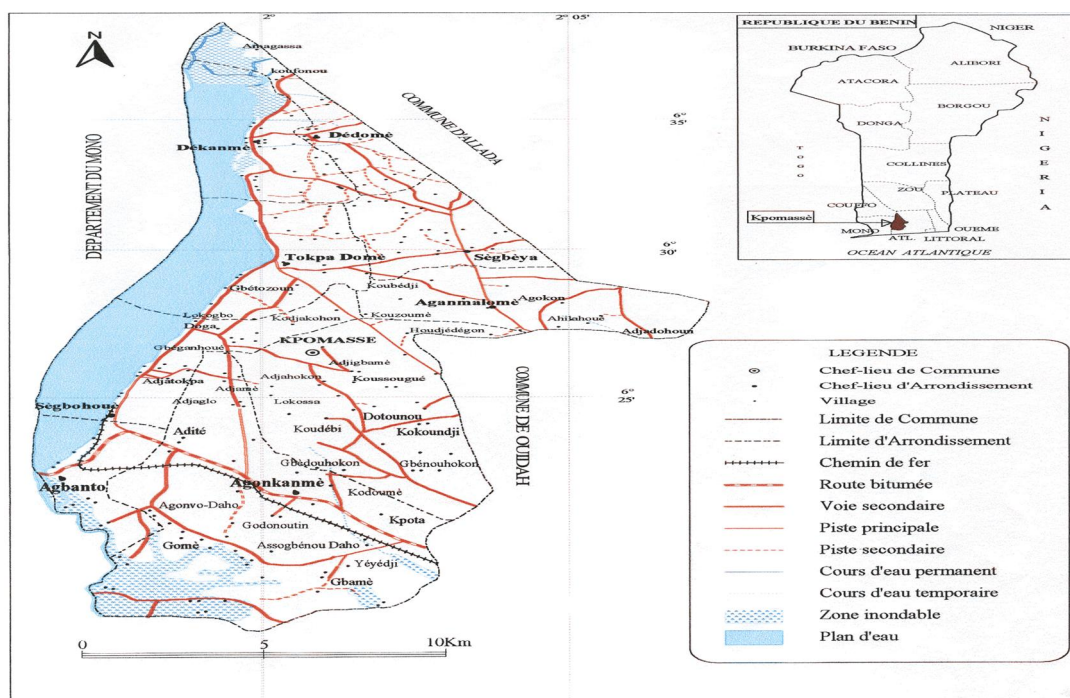 2°
2° 05'
6° 35'
6° 30'
6° 25'
Amagassa
koufonou
COMMUNE D'ALLADA
Dédomè
Dékanmè
DEPARTEMENT DU MONO
Tokpa Domè
Sègbèya
Gbétozoun
Koubédji
Agokon
Aganmalomè
Ahilahoué
Lokogbo
Kodjakohon
Kouzoumè
Doga
Houdjédégon
Adjadohoun
KPOMASSE
Gbéganhoué
Adjigbamè
Adjatokpa
Adjamè
Adjahokon
Koussougué
COMMUNE DE OUIDAH
Adjaglo
Lokossa
Sègbohouè
Dotounou
Adité
Koudébi
Kokoundji
Gbèdouhokon
Gbénouhokon
Agbanto
Agonkanmè
Kodoumè
Agonvo-Daho
Godonoutin
Kpota
Gomè
Assogbénou Daho
Yéyédji
Gbamè
0 5 10Km
REPUBLIQUE DU BENIN
NIGER
BURKINA FASO
ALIBORI
ATACORA
BORGOU
DONGA
TOGO
NIGERIA
COLLINES
ZOU
PLATEAU
COUFFO
Kpomassè
MONO
OUEME
ATL.
LITTORAL
OCEAN ATLANTIQUE
LEGENDE
Chef-lieu de Commune
Chef-lieu d'Arrondissement
Village
Limite de Commune
Limite d'Arrondissement
Chemin de fer
Route bitumée
Voie secondaire
Piste principale
Piste secondaire
Cours d'eau permanent
Cours d'eau temporaire
Zone inondable
Plan d'eau